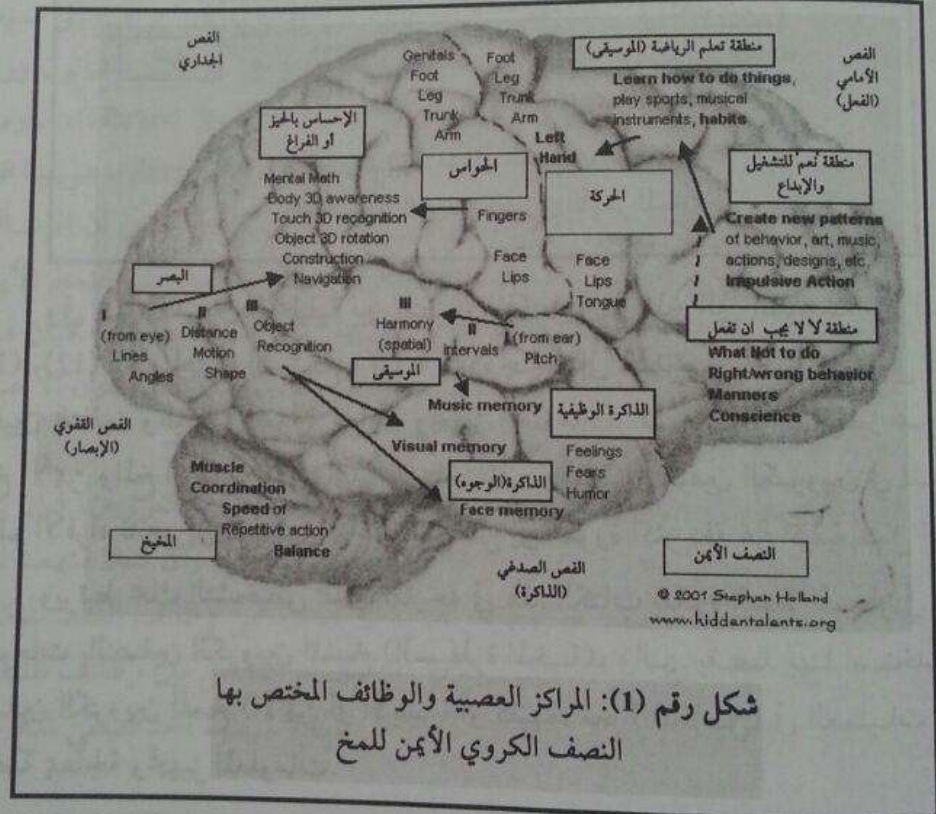 الفص
الجداري
Genitals
Foot
Leg
Trunk
Arm
Foot
Leg
Trunk
Arm
Left
Hand
منطقة تعلم الرياضة (الموسيقى)
Learn how to do things,
play sports, musical
instruments, habits
الفص
الأمامي
(الفعل)
الإحساس بالحيز
أو الفراغ
Mental Math
Body 3D awareness
Touch 3D recognition
Object 3D rotation
Construction
Navigation
الحواس
Fingers
Face
Lips
الحركة
Face
Lips
Tongue
منطقة نعم للتشغيل
والإبداع
Create new patterns
of behavior, art, music,
actions, designs, etc.
Impulsive Action
البصر
I
(from eye)
Lines
Angles
II
Distance
Motion
Shape
III
Object
Recognition
III
Harmony
(spatial)
II
intervals
I
(from ear)
Pitch
منطقة لا لا يجب ان تفعل
What Not to do
Right/wrong behavior
Manners
Conscience
الموسيقى
Music memory
Visual memory
الذاكرة الوظيفية
Feelings
Fears
Humor
الذاكرة(الوجوه)
Face memory
الفص القفوي
(الإبصار)
Muscle
Coordination
Speed of
Repetitive action
Balance
المخيخ
الفص الصدغي
(الذاكرة)
النصف الأيمن
© 2001 Stephen Holland
www.hiddentalents.org
شكل رقم (1): المراكز العصبية والوظائف المختص بها
النصف الكروي الأيمن للمخ